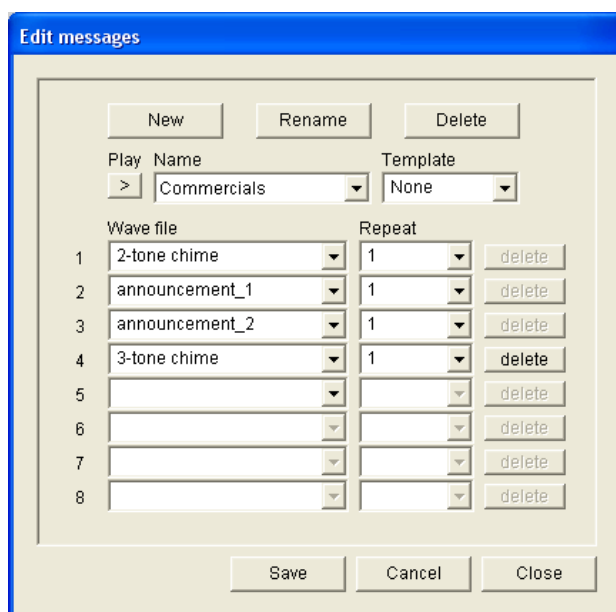 Edit messages
New Rename Delete
Play Name Template
> Commercials None
Wave file Repeat
1 2-tone chime 1 delete
2 announcement_1 1 delete
3 announcement_2 1 delete
4 3-tone chime 1 delete
5 delete
6 delete
7 delete
8 delete
Save Cancel Close